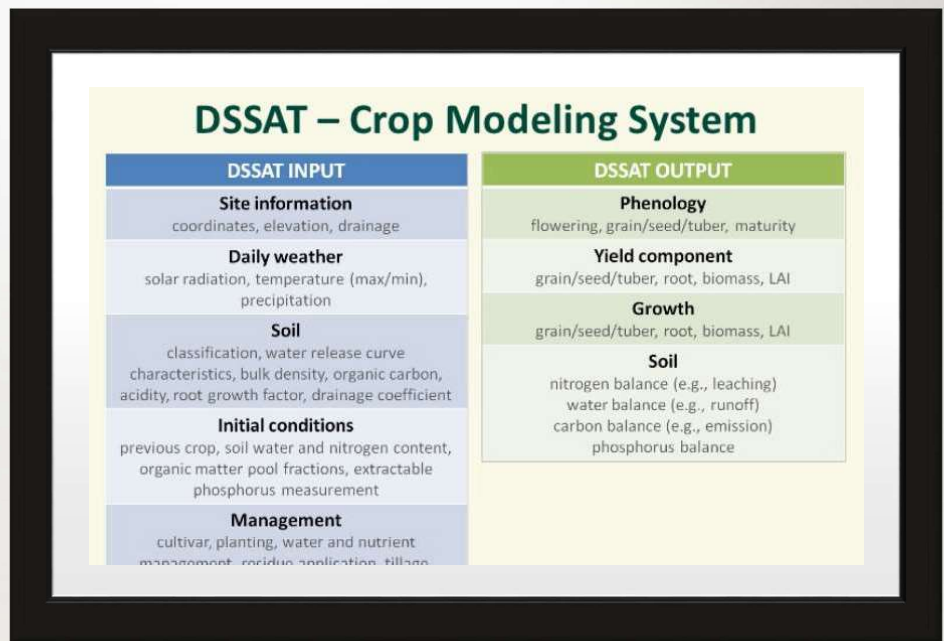 DSSAT – Crop Modeling System
DSSAT INPUT
Site information
coordinates, elevation, drainage
Daily weather
solar radiation, temperature (max/min),
precipitation
Soil
classification, water release curve
characteristics, bulk density, organic carbon,
acidity, root growth factor, drainage coefficient
Initial conditions
previous crop, soil water and nitrogen content,
organic matter pool fractions, extractable
phosphorus measurement
Management
cultivar, planting, water and nutrient
management, residue application, tillage
DSSAT OUTPUT
Phenology
flowering, grain/seed/tuber, maturity
Yield component
grain/seed/tuber, root, biomass, LAI
Growth
grain/seed/tuber, root, biomass, LAI
Soil
nitrogen balance (e.g., leaching)
water balance (e.g., runoff)
carbon balance (e.g., emission)
phosphorus balance